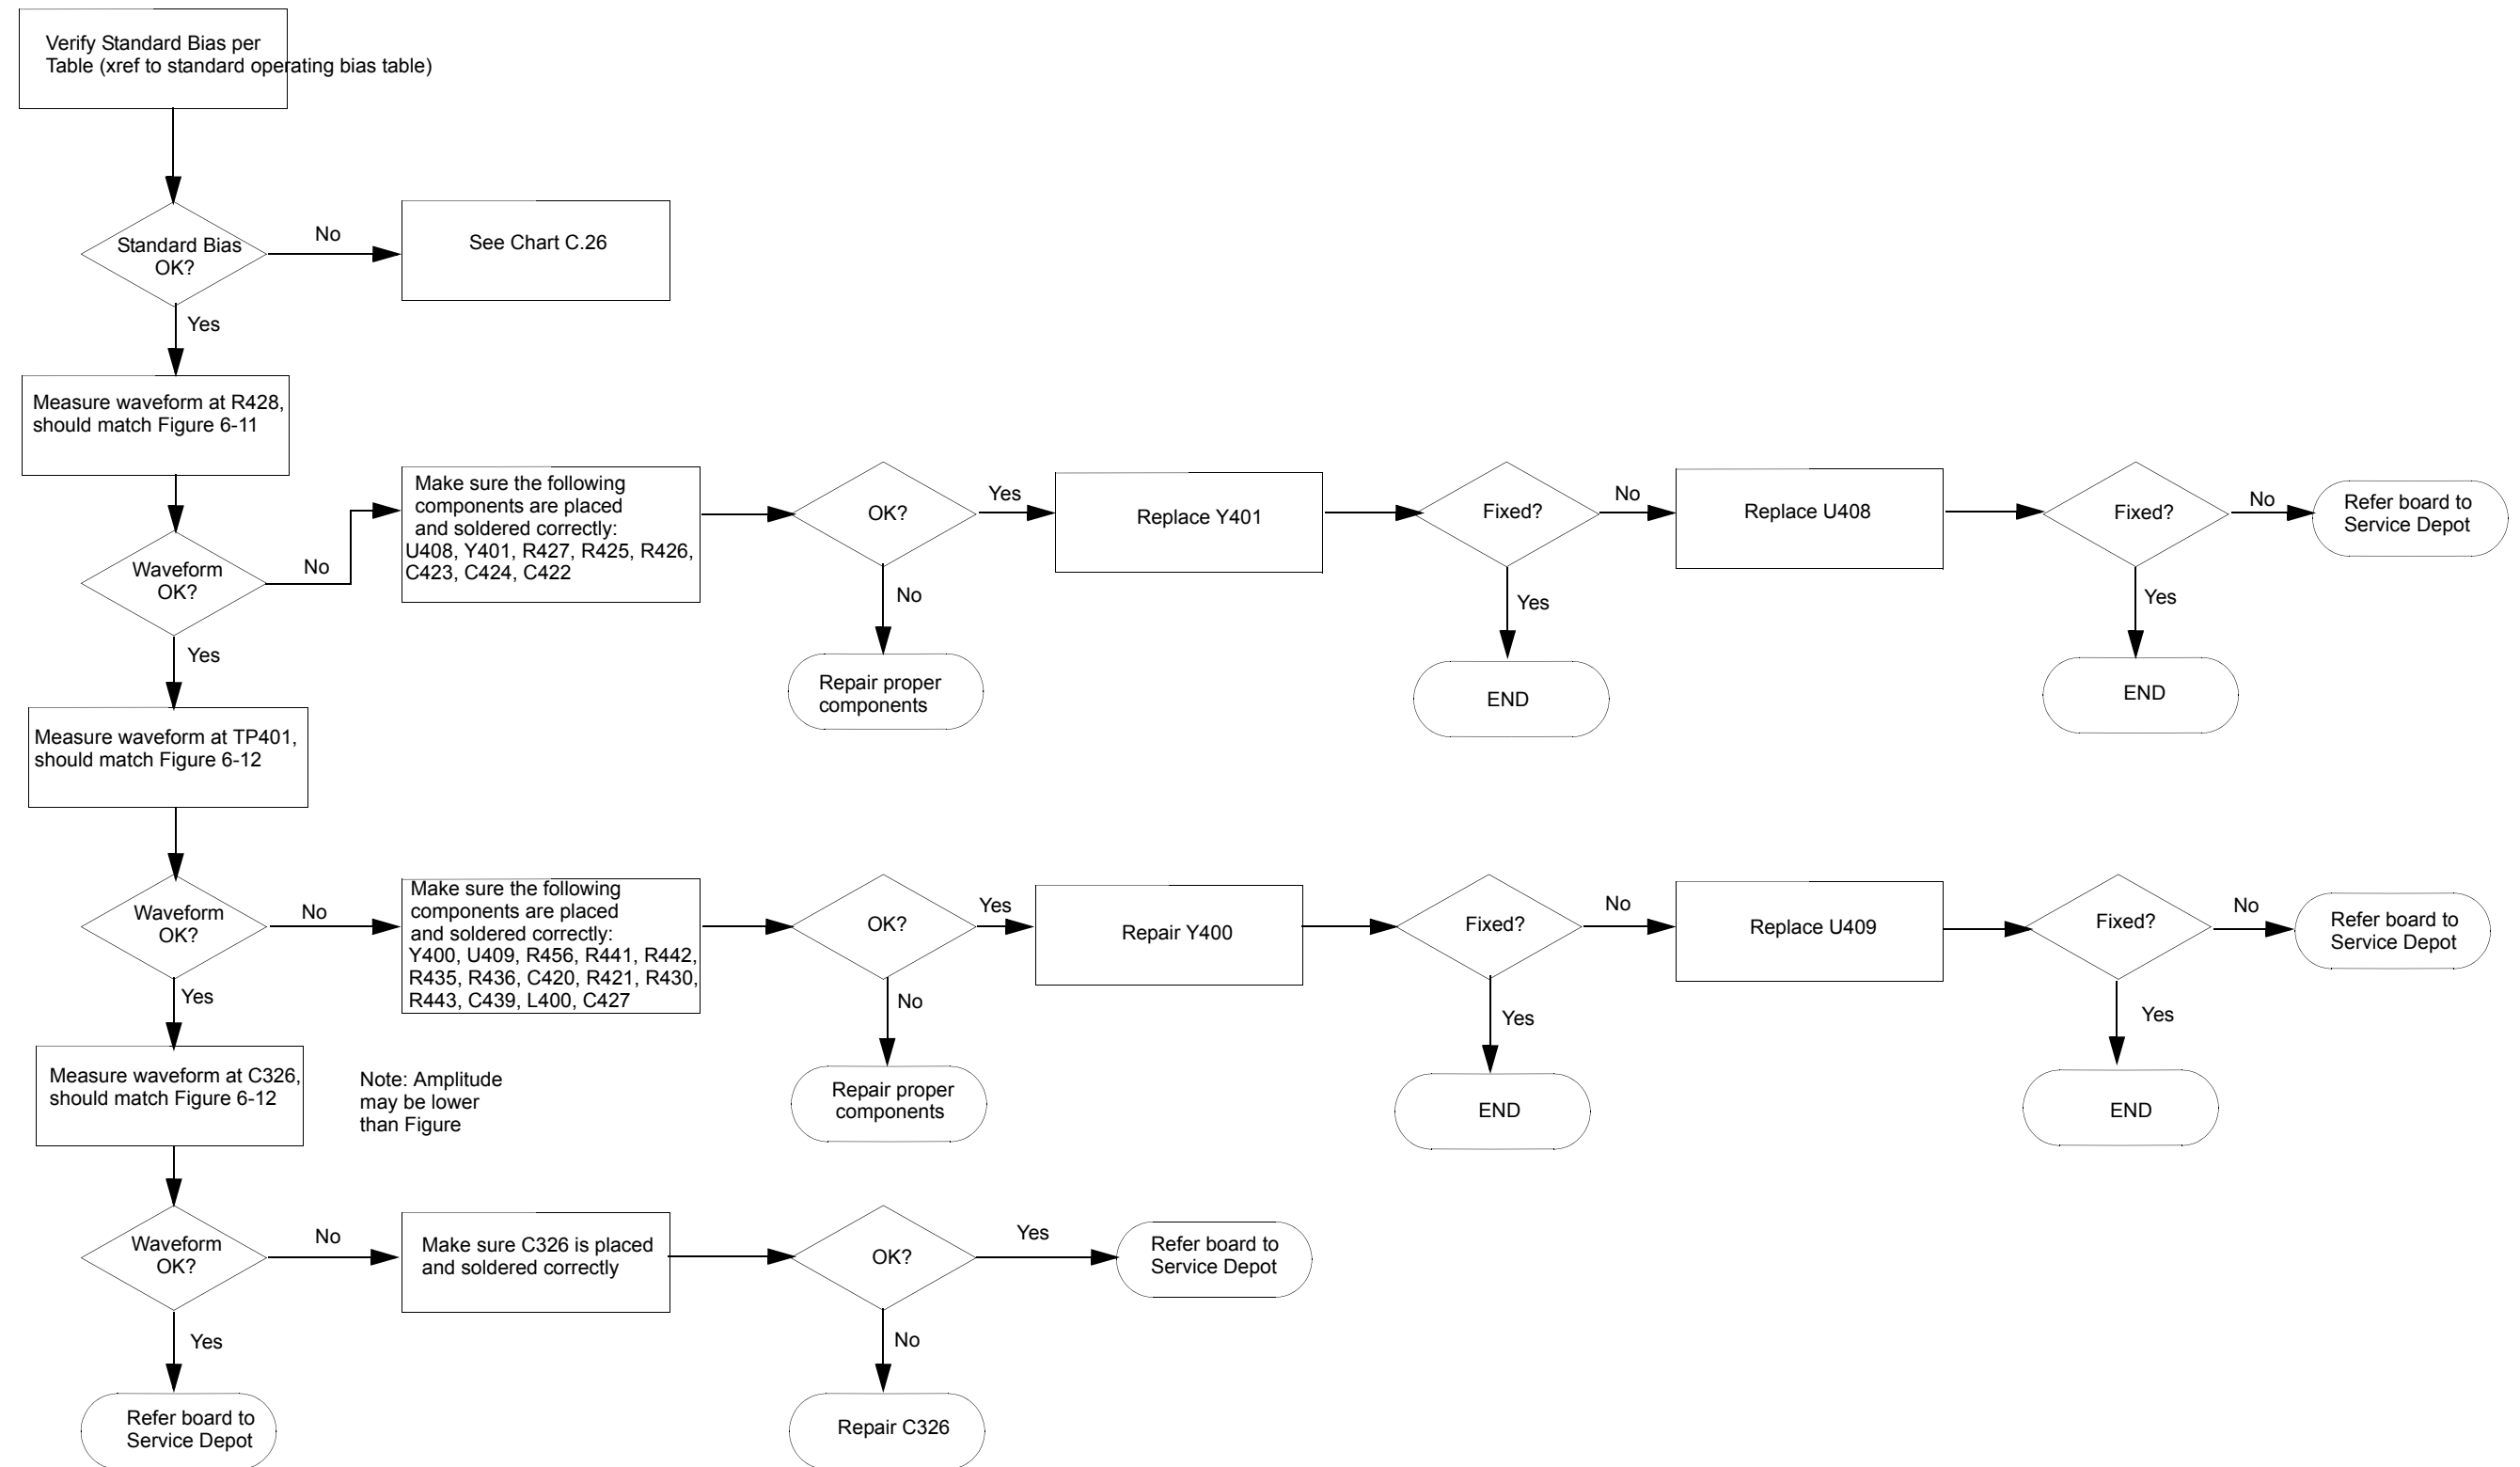 Verify Standard Bias per
Table (xref to standard operating bias table)
Standard Bias
OK?
No
See Chart C.26
Yes
Measure waveform at R428,
should match Figure 6-11
Waveform
OK?
No
Make sure the following
components are placed
and soldered correctly:
U408, Y401, R427, R425, R426,
C423, C424, C422
OK?
Yes
Replace Y401
Fixed?
No
Replace U408
Fixed?
No
Refer board to
Service Depot
No
Repair proper
components
Yes
END
Yes
END
Yes
Measure waveform at TP401,
should match Figure 6-12
Waveform
OK?
No
Make sure the following
components are placed
and soldered correctly:
Y400, U409, R456, R441, R442,
R435, R436, C420, R421, R430,
R443, C439, L400, C427
OK?
Yes
Repair Y400
Fixed?
No
Replace U409
Fixed?
No
Refer board to
Service Depot
No
Repair proper
components
Yes
END
Yes
END
Yes
Measure waveform at C326,
should match Figure 6-12
Note: Amplitude
may be lower
than Figure
Waveform
OK?
No
Make sure C326 is placed
and soldered correctly
OK?
Yes
Refer board to
Service Depot
No
Repair C326
Yes
Refer board to
Service Depot